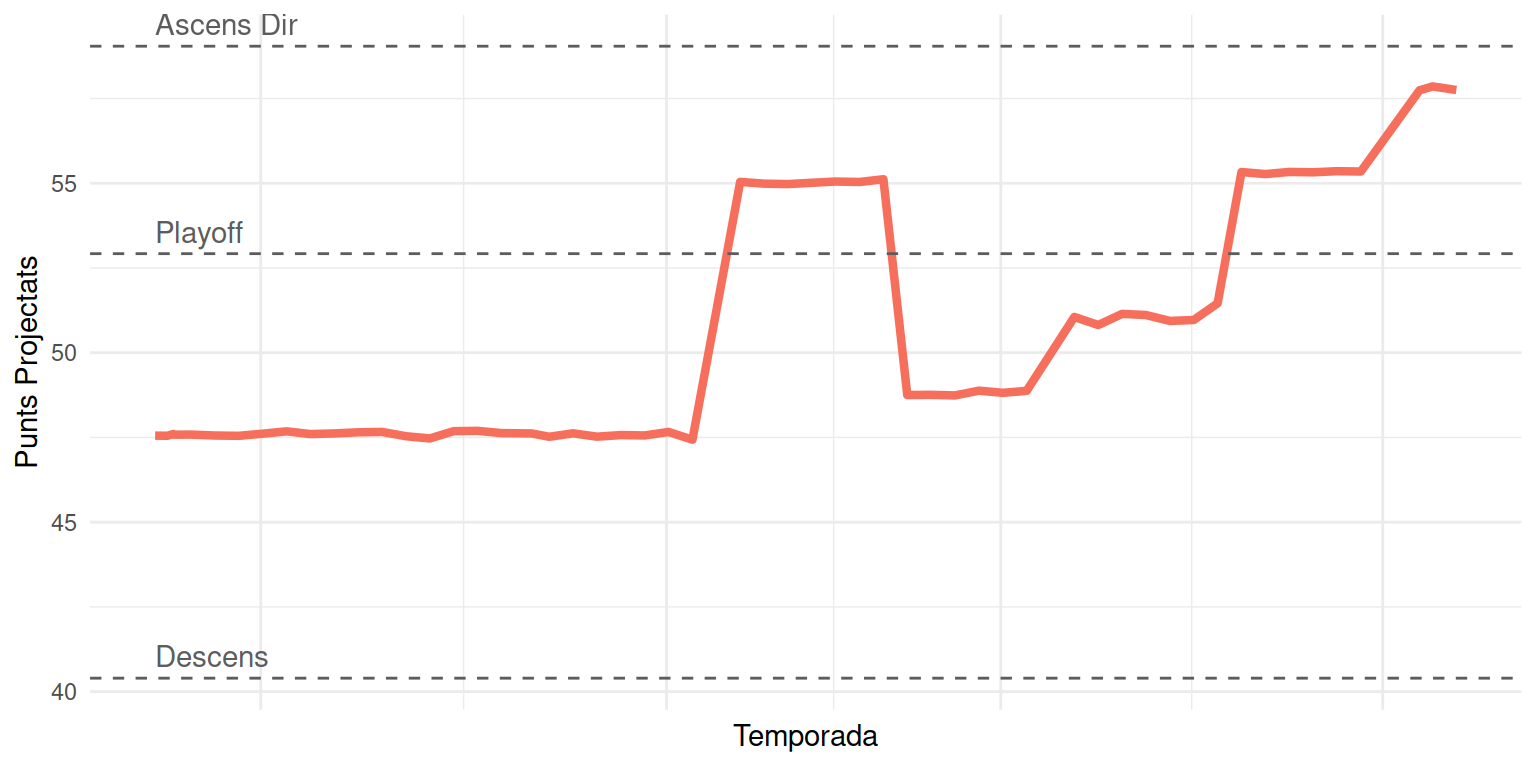 Ascens Dir
55
Playoff
Punts Projectats
50
45
Descens
40
Temporada